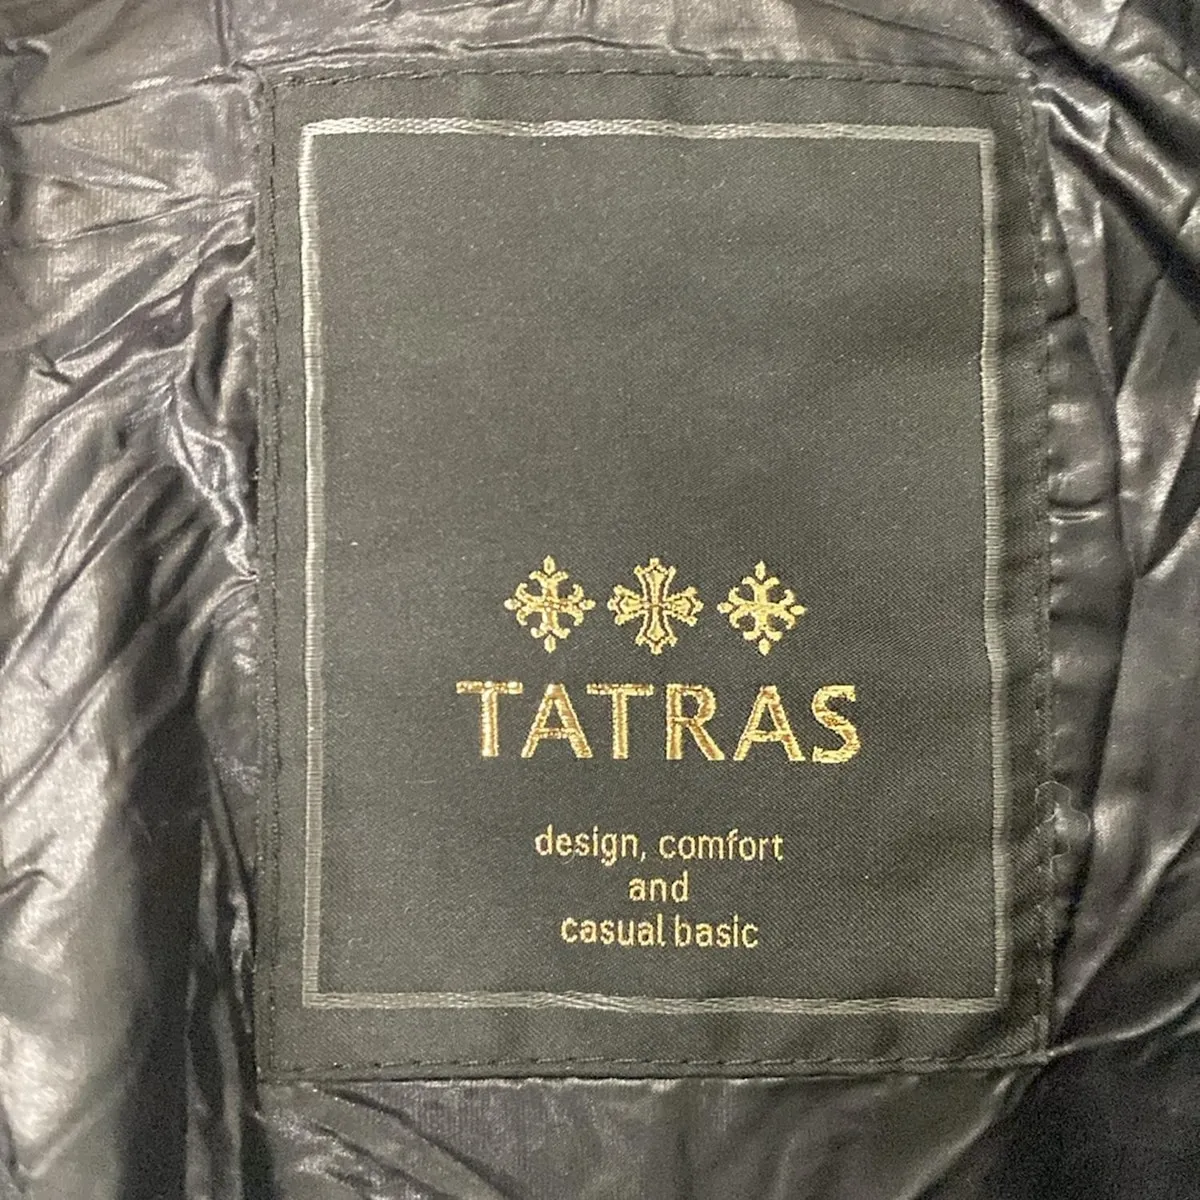 TATRAS
design, comfort
and
casual basic